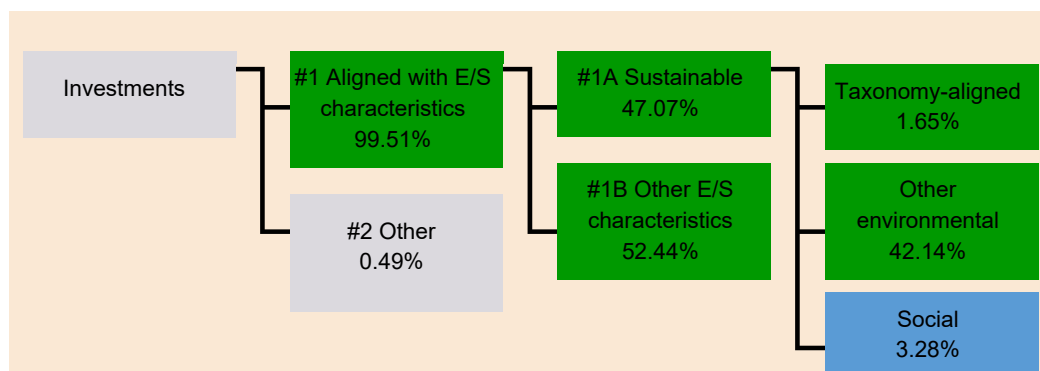 Investments
#1 Aligned with E/S
characteristics
99.51%
#2 Other
0.49%
#1A Sustainable
47.07%
#1B Other E/S
characteristics
52.44%
Taxonomy-aligned
1.65%
Other
environmental
42.14%
Social
3.28%